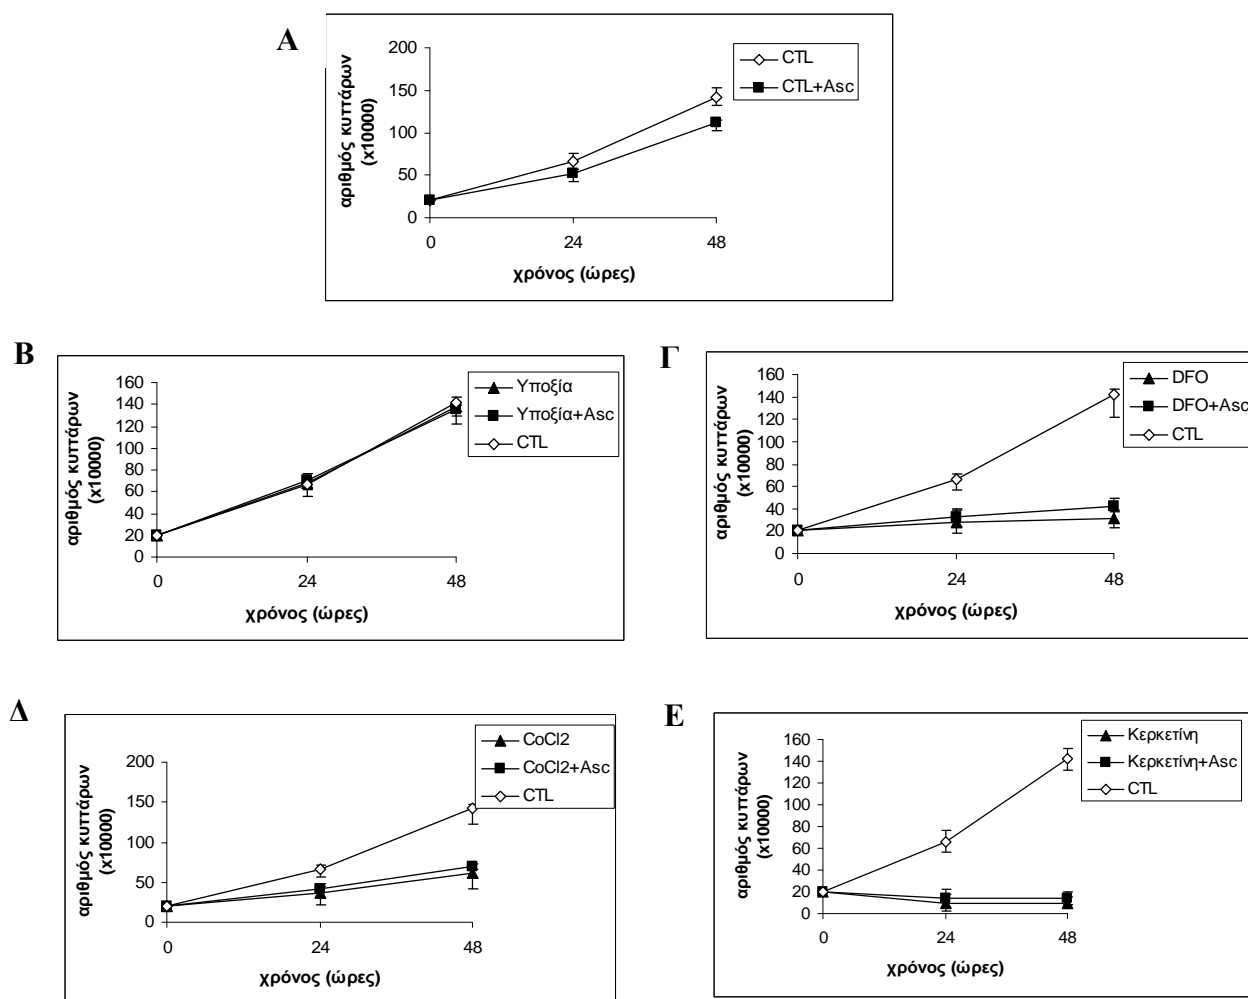 Α
αριθμός κυττάρων
(x10000)
200
150
100
50
0
0 24 48
χρόνος (ώρες)
CTL
CTL+Asc
Β
αριθμός κυττάρων
(x10000)
160
140
120
100
80
60
40
20
0
0 24 48
χρόνος (ώρες)
Υποξία
Υποξία+Asc
CTL
Γ
αριθμός κυττάρων
(x10000)
160
140
120
100
80
60
40
20
0
0 24 48
χρόνος (ώρες)
DFO
DFO+Asc
CTL
Δ
αριθμός κυττάρων
(x10000)
200
150
100
50
0
0 24 48
χρόνος (ώρες)
CoCl2
CoCl2+Asc
CTL
Ε
αριθμός κυττάρων
(x10000)
160
140
120
100
80
60
40
20
0
0 24 48
χρόνος (ώρες)
Κερκετίνη
Κερκετίνη+Asc
CTL